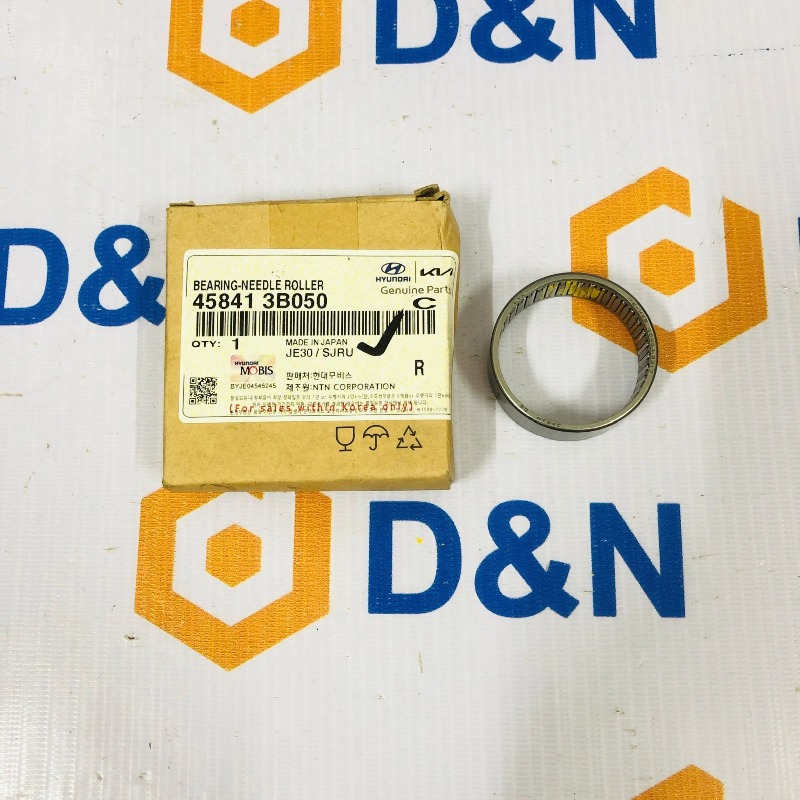 D&N
D&
BEARING-NEEDLE ROLLER
HYUNDAI
KIA
45841 3B050
Genuine Parts
C
QTY: 1
MADE IN JAPAN
JE30 / SJRU
HYUNDAI
MOBIS
판매처:현대모비스
R
BYJE04545245
제조원:NTN CORPORATION
[For sales within Korea only]
D&N